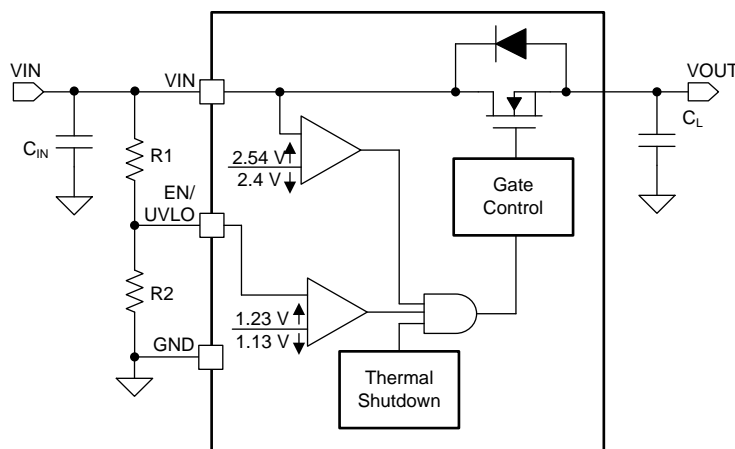 VIN
VIN
VOUT
C_IN
R1
2.54 V
2.4 V
C_L
Gate
Control
EN/
UVLO
R2
1.23 V
1.13 V
GND
Thermal
Shutdown